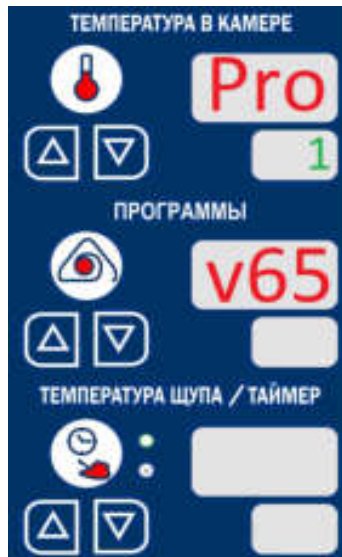 ТЕМПЕРАТУРА В КАМЕРЕ
Pro
1
ПРОГРАММЫ
v65
ТЕМПЕРАТУРА ЩУПА / ТАЙМЕР